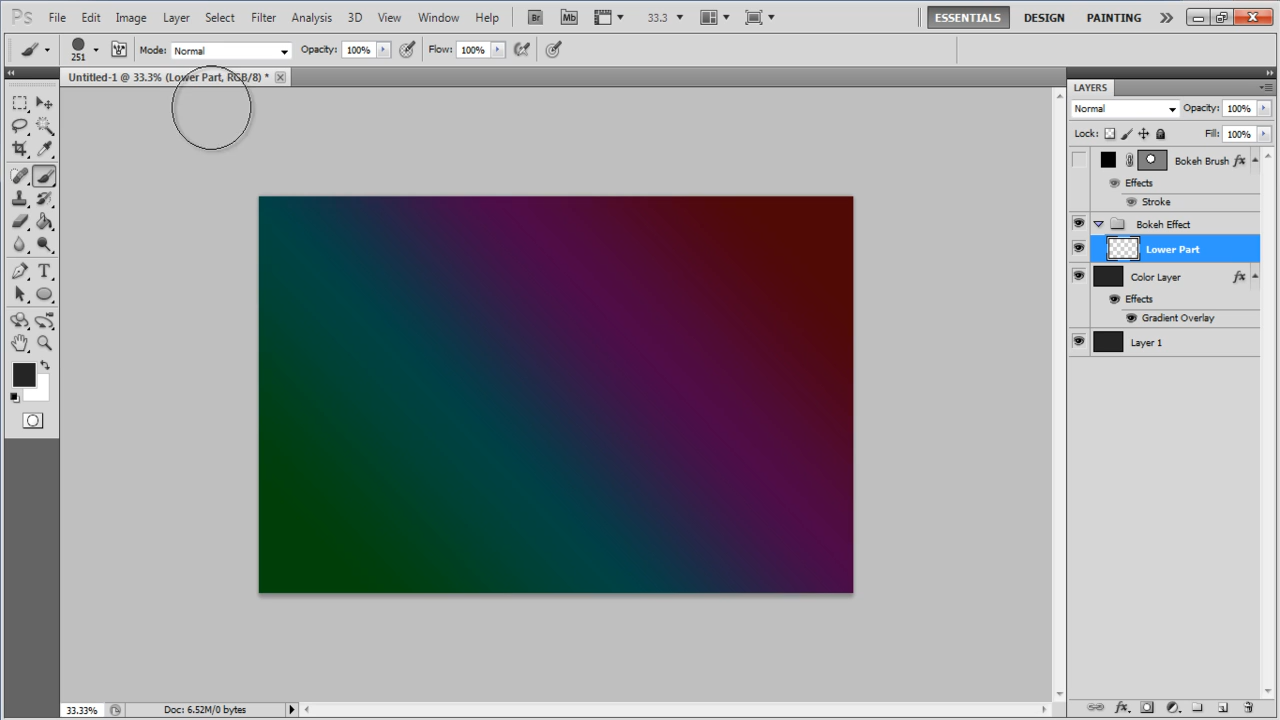 Ps File Edit Image Layer Select Filter Analysis 3D View Window Help Br Mb 33.3 ESSENTIALS DESIGN PAINTING
251 Mode: Normal Opacity: 100% Flow: 100%
Untitled-1 @ 33.3% (Lower Part, RGB/8) *
LAYERS
Normal Opacity: 100%
Lock: Fill: 100%
Bokeh Brush fx
Effects
Stroke
Bokeh Effect
Lower Part
Color Layer fx
Effects
Gradient Overlay
Layer 1
T
33.33% Doc: 6.52M/0 bytes fx.